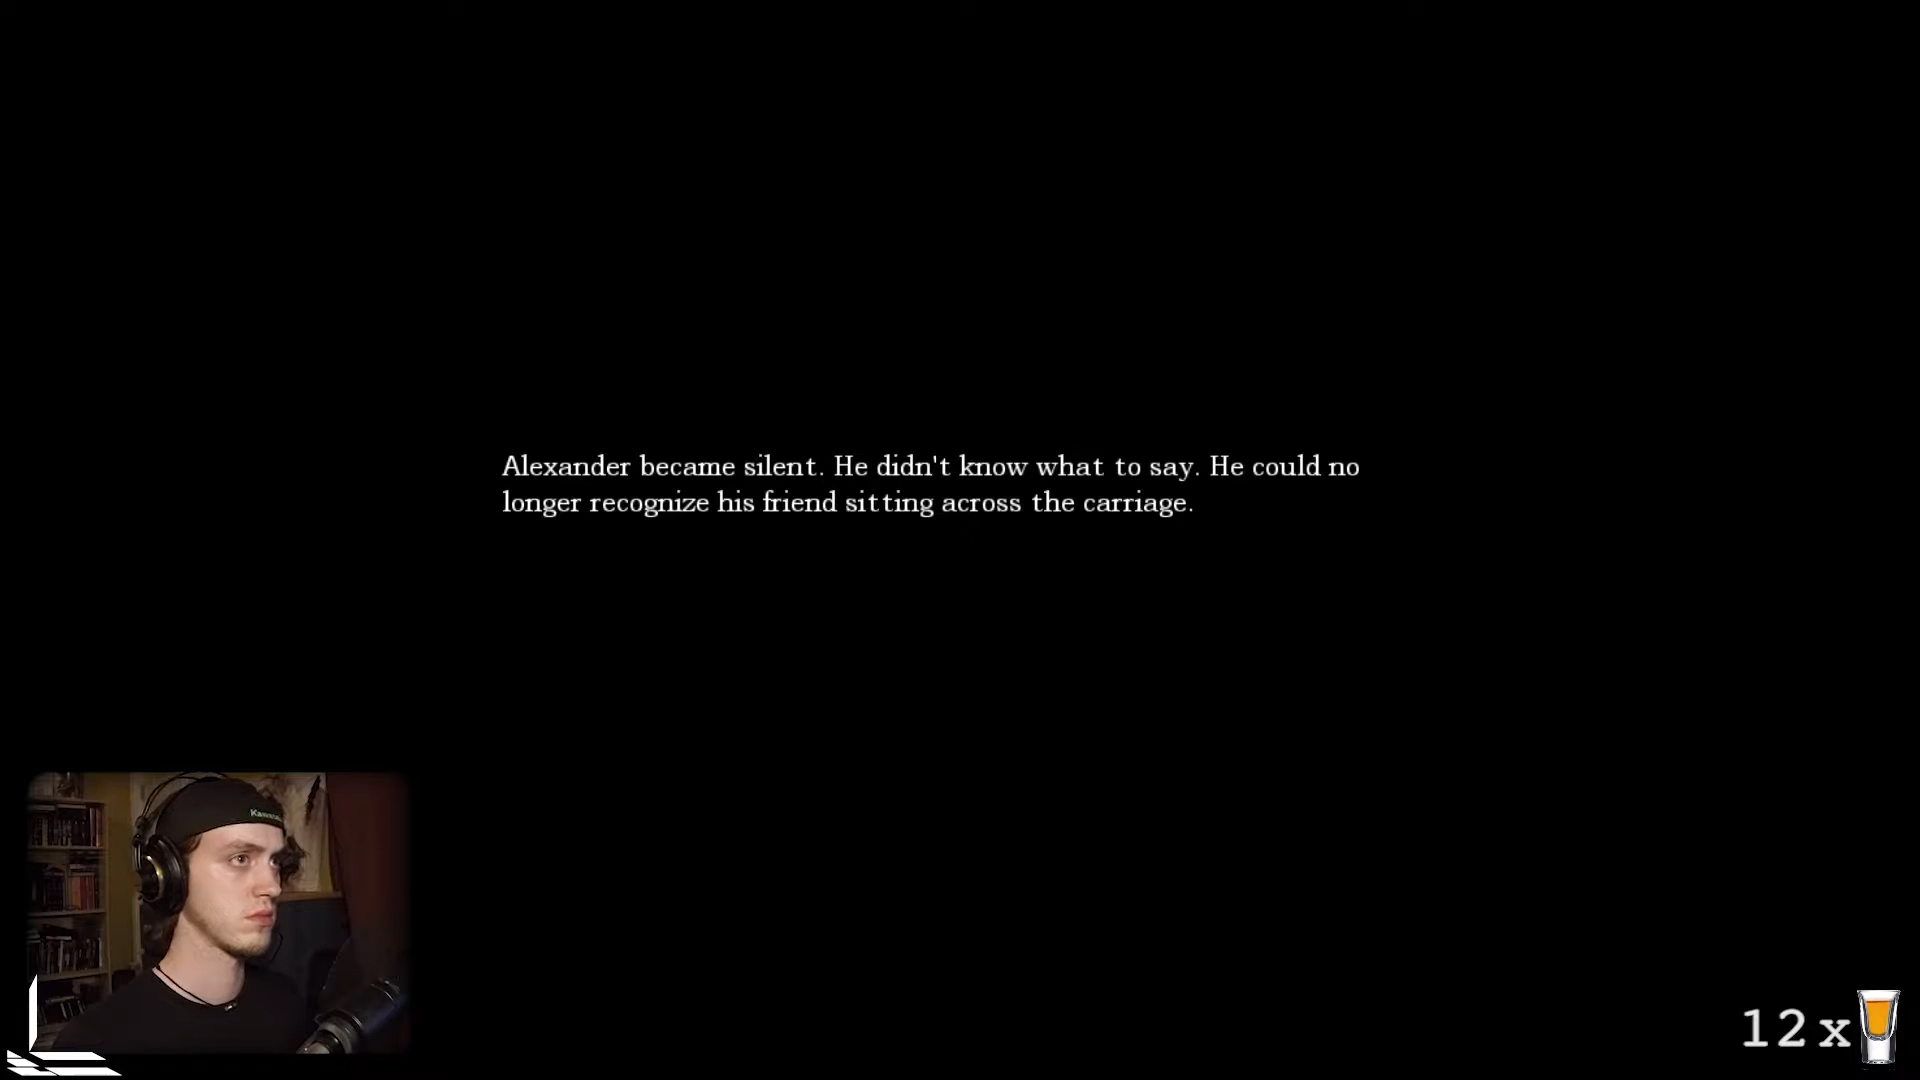 Alexander became silent. He didn't know what to say. He could no
longer recognize his friend sitting across the carriage.
12x